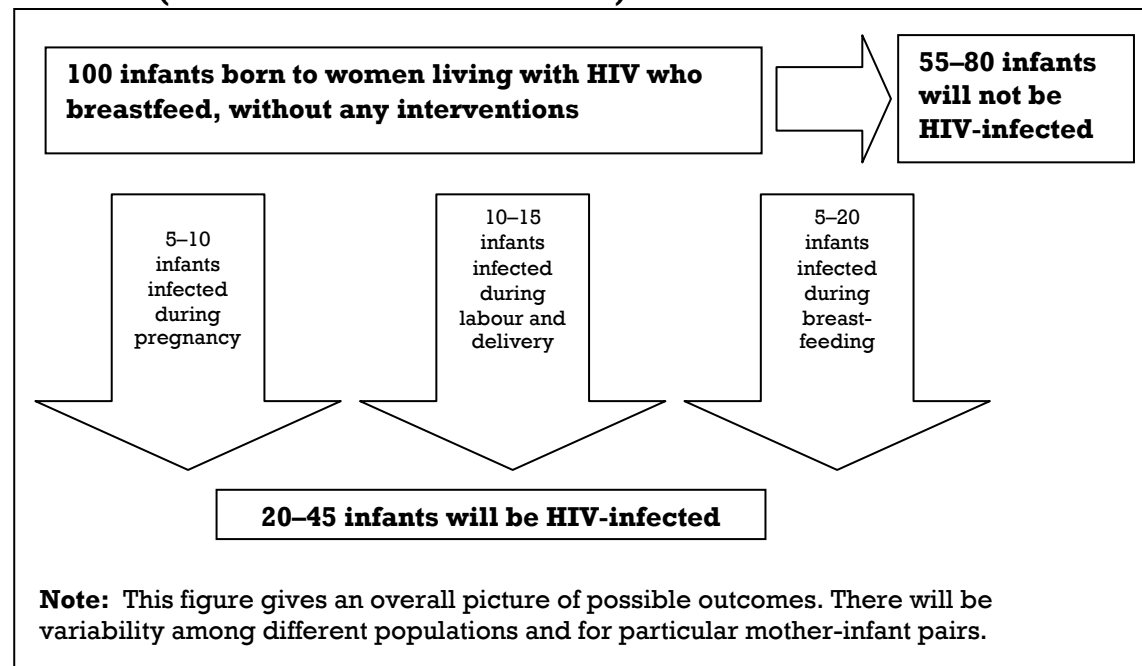 100 infants born to women living with HIV who
breastfeed, without any interventions
55–80 infants
will not be
HIV-infected
5–10
infants
infected
during
pregnancy
10–15
infants
infected
during
labour and
delivery
5–20
infants
infected
during
breast-
feeding
20–45 infants will be HIV-infected
Note: This figure gives an overall picture of possible outcomes. There will be
variability among different populations and for particular mother-infant pairs.